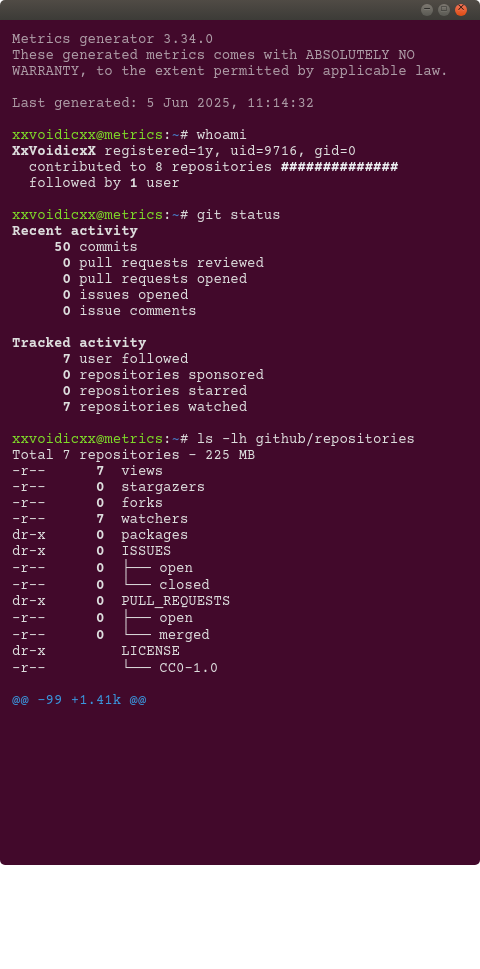 Metrics generator 3.34.0
These generated metrics comes with ABSOLUTELY NO
WARRANTY, to the extent permitted by applicable law.
Last generated: 5 Jun 2025, 11:14:32
xxvoidicxx@metrics:~# whoami
XxVoidicxX registered=1y, uid=9716, gid=0
  contributed to 8 repositories ##############
  followed by 1 user
xxvoidicxx@metrics:~# git status
Recent activity
     50 commits
      0 pull requests reviewed
      0 pull requests opened
      0 issues opened
      0 issue comments
Tracked activity
      7 user followed
      0 repositories sponsored
      0 repositories starred
      7 repositories watched
xxvoidicxx@metrics:~# ls -lh github/repositories
Total 7 repositories - 225 MB
-r--      7  views
-r--      0  stargazers
-r--      0  forks
-r--      7  watchers
dr-x      0  packages
dr-x      0  ISSUES
-r--      0  ├── open
-r--      0  └── closed
dr-x      0  PULL_REQUESTS
-r--      0  ├── open
-r--      0  └── merged
dr-x         LICENSE
-r--         └── CC0-1.0
@@ -99 +1.41k @@